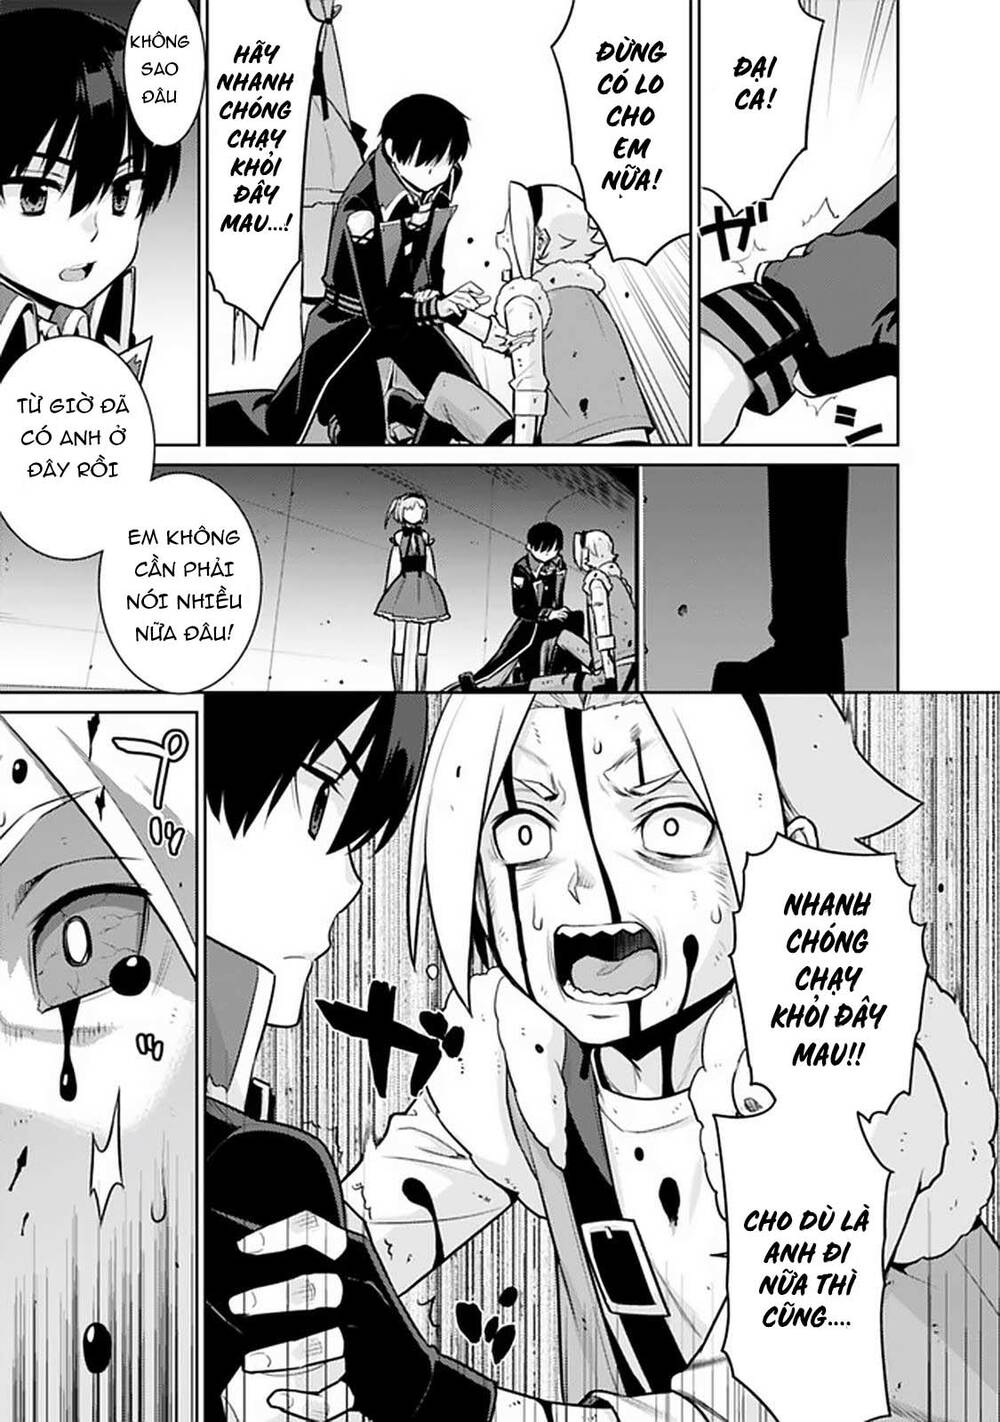 ĐẠI
CA!
ĐỪNG
CÓ LO
CHO
EM
NỮA!
HÃY
NHANH
CHÓNG
CHẠY
KHỎI
ĐÂY
MAU...!
KHÔNG
SAO
ĐÂU
ガ
TỪ GIỜ ĐÃ
CÓ ANH Ở
ĐÂY RỒI
EM KHÔNG
CẦN PHẢI
NÓI NHIỀU
NỮA ĐÂU!
NHANH
CHÓNG
CHẠY
KHỎI ĐÂY
MAU!!
CHO DÙ LÀ
ANH ĐI
NỮA THÌ
CŨNG....